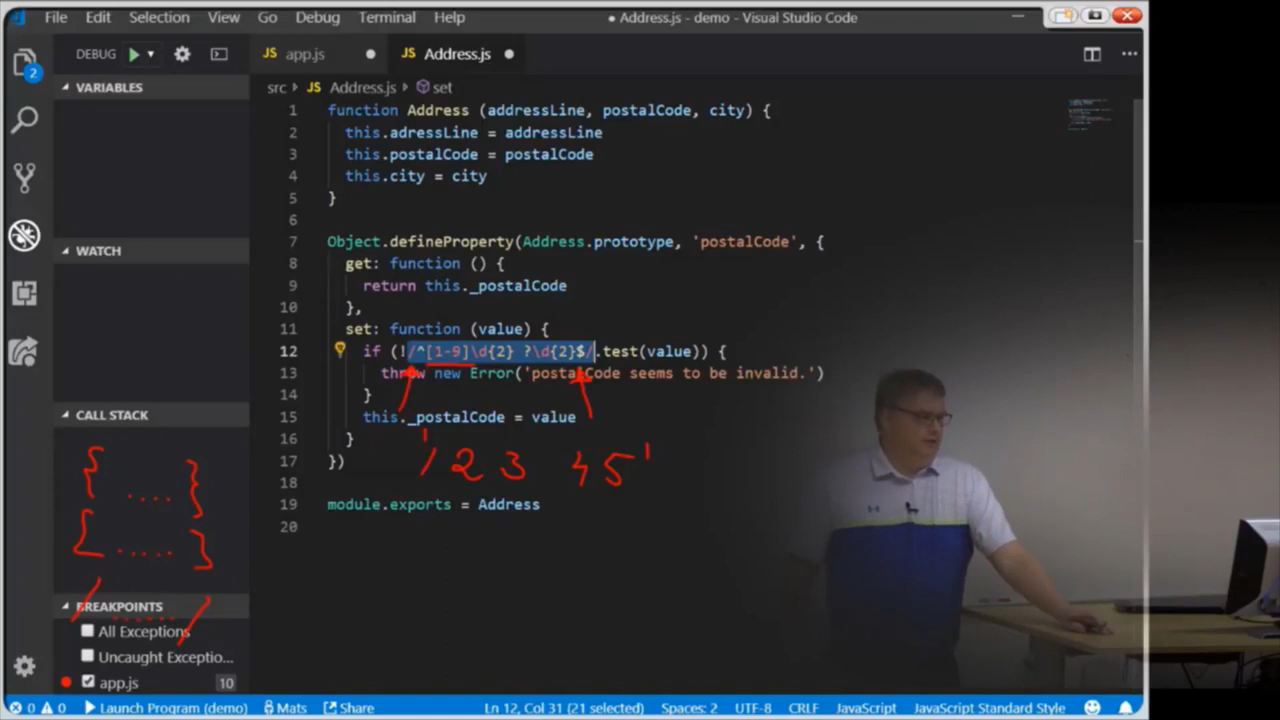 File Edit Selection View Go Debug Terminal Help ● Address.js - demo - Visual Studio Code
DEBUG JS app.js ● JS Address.js ●
2
src › JS Address.js › set
VARIABLES
WATCH
CALL STACK
BREAKPOINTS
All Exceptions
Uncaught Exceptio...
app.js 10
1 function Address (addressLine, postalCode, city) {
2 this.adressLine = addressLine
3 this.postalCode = postalCode
4 this.city = city
5 }
6
7 Object.defineProperty(Address.prototype, 'postalCode', {
8 get: function () {
9 return this._postalCode
10 },
11 set: function (value) {
12 if (!/^[1-9]\d{2} ?\d{2}$/.test(value)) {
13 throw new Error('postalCode seems to be invalid.')
14 }
15 this._postalCode = value
16 }
17 })
18
19 module.exports = Address
20
'123 45'
{ .... }
[ ..... ]
/ ...... /
0 0 Launch Program (demo) Mats Share Ln 12, Col 31 (21 selected) Spaces: 2 UTF-8 CRLF JavaScript JavaScript Standard Style